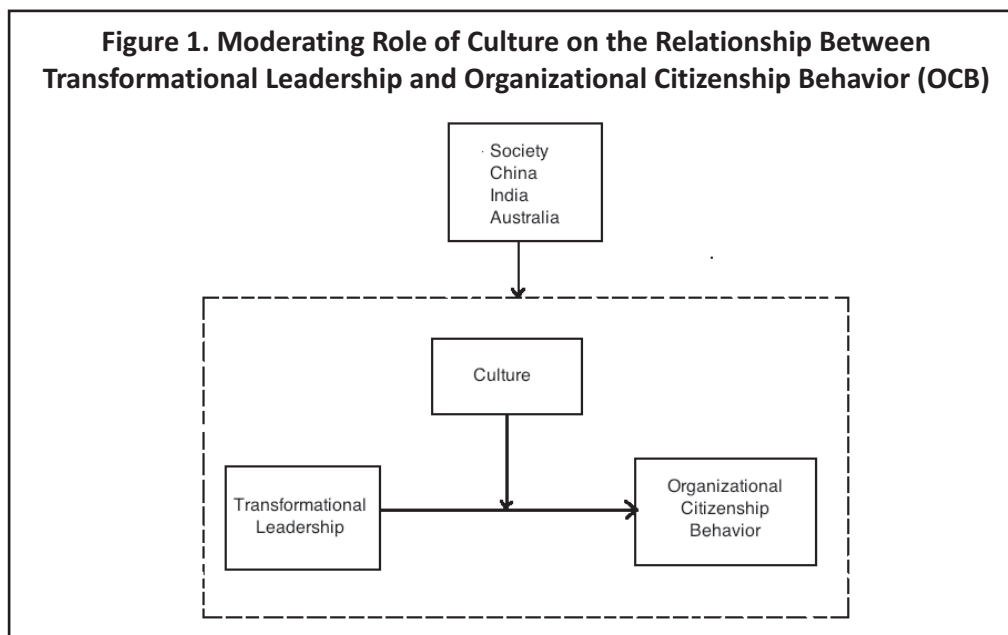 Figure 1. Moderating Role of Culture on the Relationship Between
Transformational Leadership and Organizational Citizenship Behavior (OCB)
Society
China
India
Australia
Culture
Transformational
Leadership
Organizational
Citizenship
Behavior